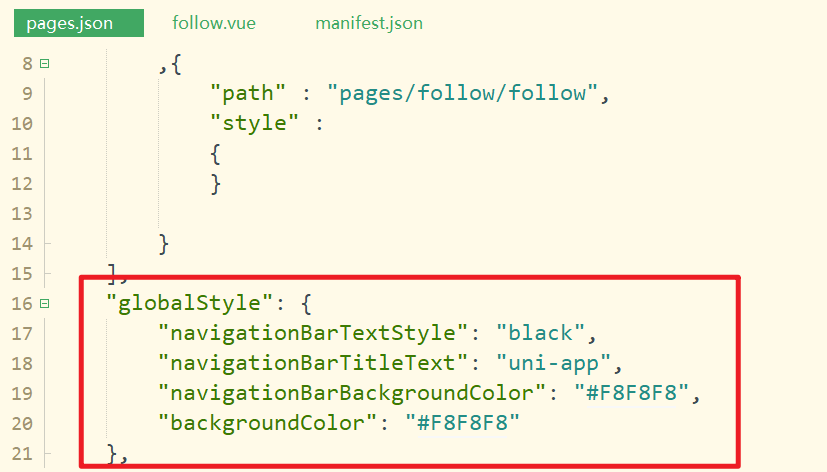 pages.json follow.vue manifest.json
8 ,{
9 "path" : "pages/follow/follow",
10 "style" :
11 {
12 }
13
14 }
15 ],
16 "globalStyle": {
17 "navigationBarTextStyle": "black",
18 "navigationBarTitleText": "uni-app",
19 "navigationBarBackgroundColor": "#F8F8F8",
20 "backgroundColor": "#F8F8F8"
21 },